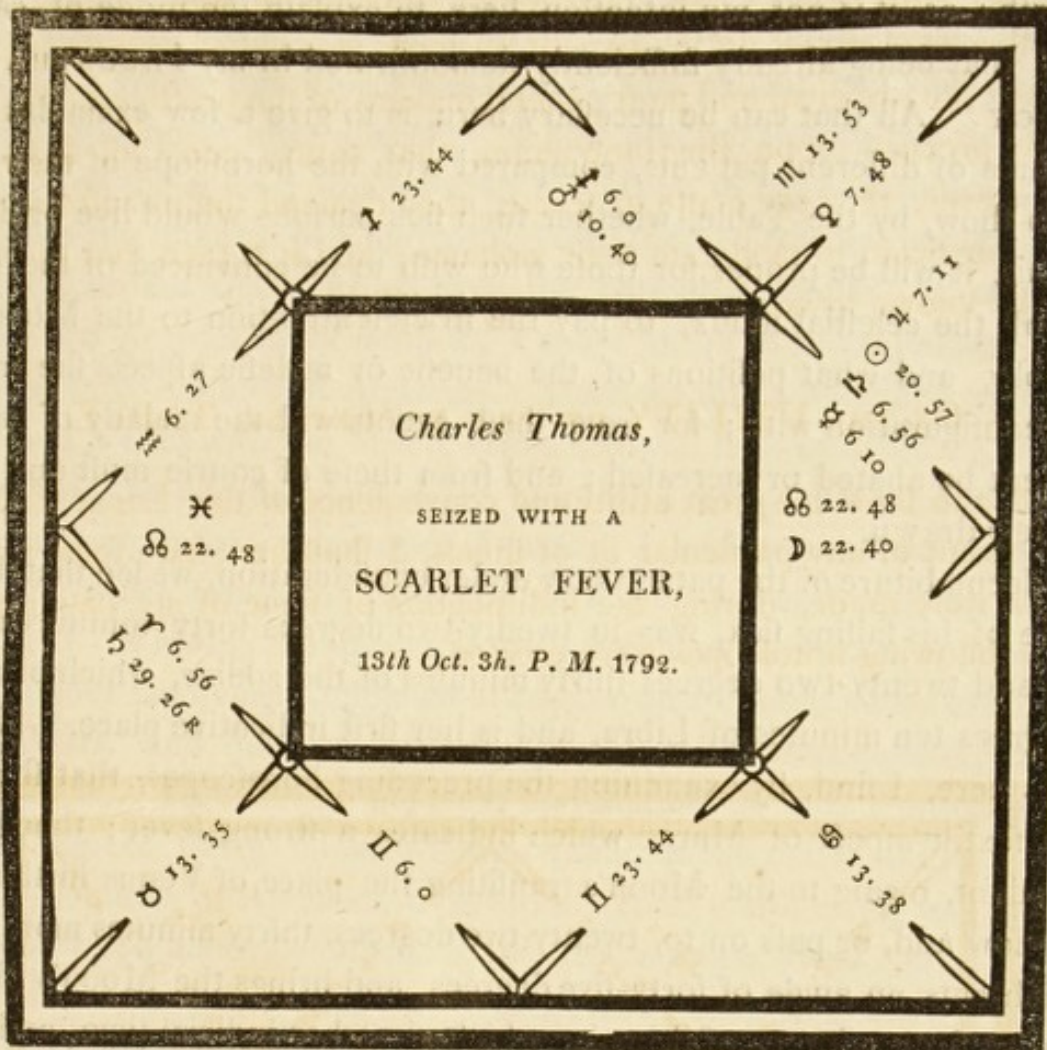 ♐ 23. 44
♐ 6. 0
♂ 10. 40
♏ 13. 53
♀ 7. 48
♃ 7. 11
☉ 20. 57
6. 56
☿ 6 10
☊ 22. 48
☽ 22. 40
♒ 6. 27
♓
☊ 22. 48
♈ 6. 56
♄ 29. 26 ℞
Charles Thomas,
SEIZED WITH A
SCARLET FEVER,
13th Oct. 3h. P. M. 1792.
♉ 13. 35
♊ 6. 0
♊ 23. 44
♋ 13. 38